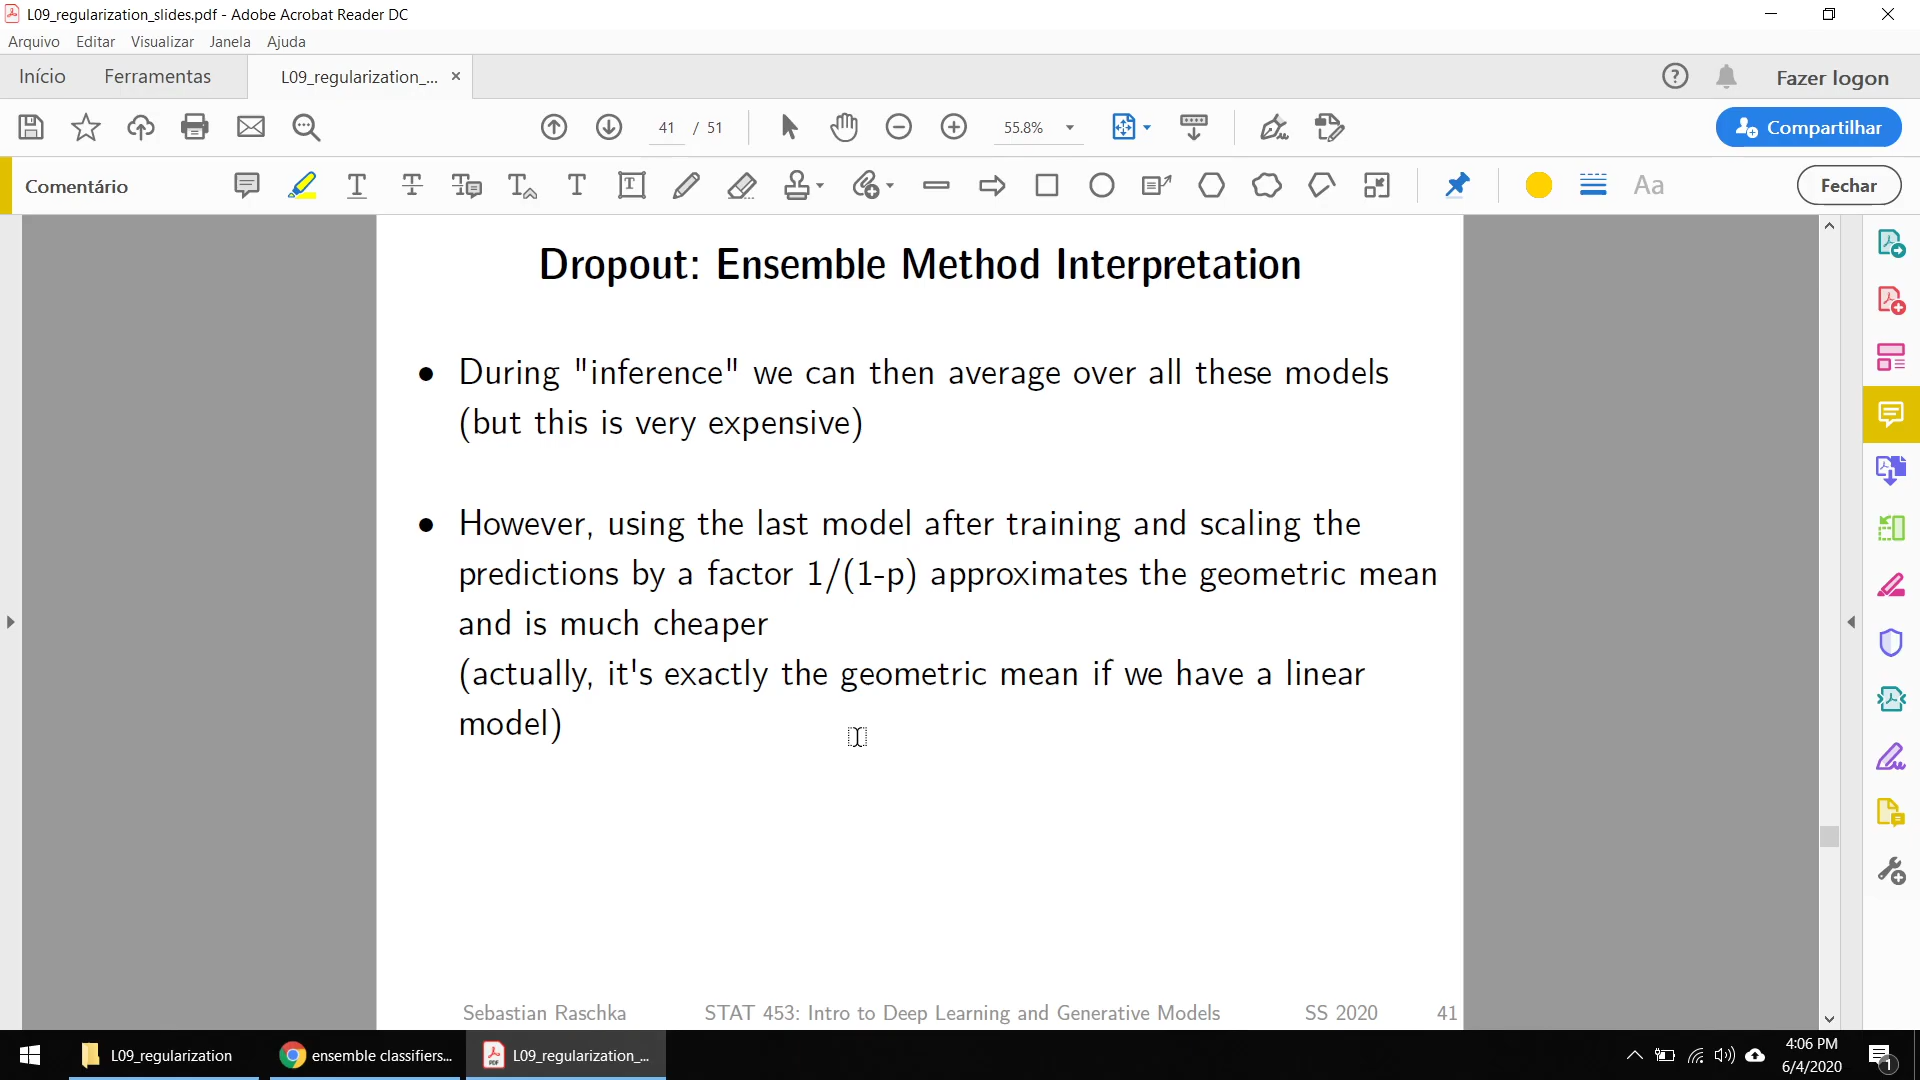 L09_regularization_slides.pdf - Adobe Acrobat Reader DC
Arquivo Editar Visualizar Janela Ajuda
Início Ferramentas L09_regularization_... × Fazer logon
41 / 51 55.8% Compartilhar
Comentário Aa Fechar
Dropout: Ensemble Method Interpretation
• During "inference" we can then average over all these models
(but this is very expensive)
• However, using the last model after training and scaling the
predictions by a factor 1/(1-p) approximates the geometric mean
and is much cheaper
(actually, it's exactly the geometric mean if we have a linear
model)
Sebastian Raschka STAT 453: Intro to Deep Learning and Generative Models SS 2020 41
L09_regularization ensemble classifiers... L09_regularization_...
4:06 PM
6/4/2020
1